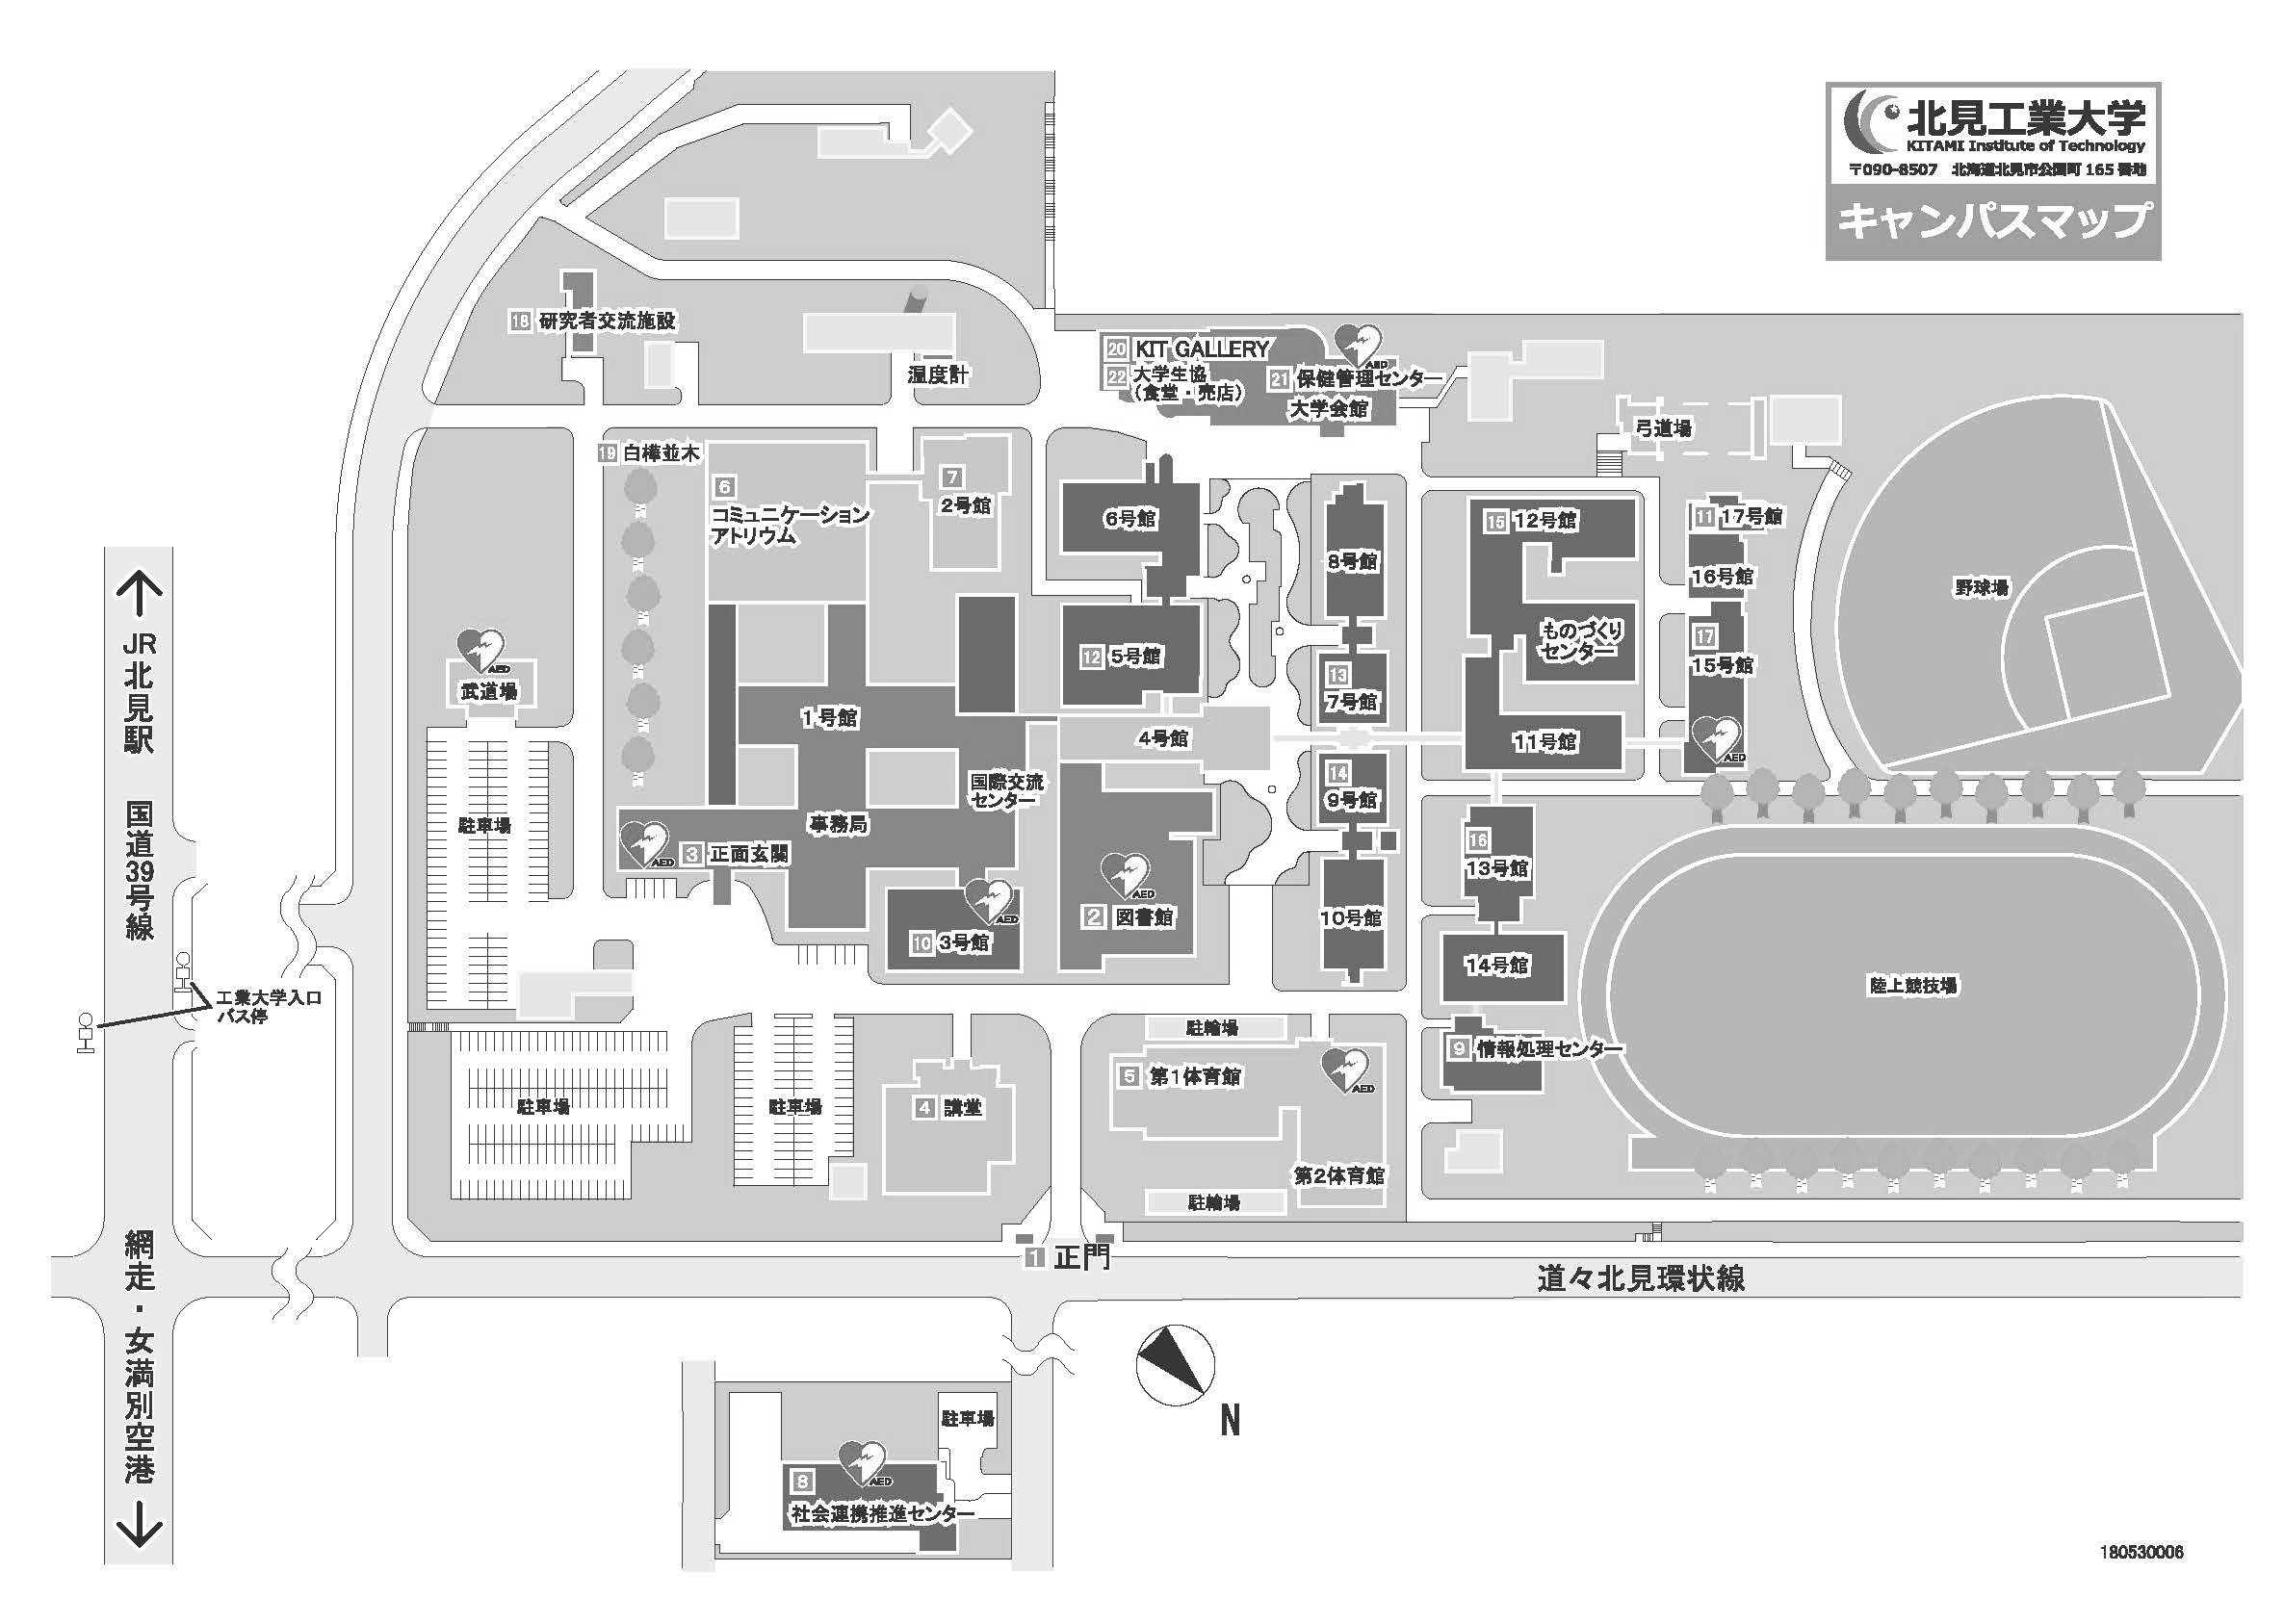 北見工業大学
KITAMI Institute of Technology
〒090-8507 北海道北見市公園町165番地
キャンパスマップ
18 研究者交流施設
温度計
20 KIT GALLERY
22 大学生協
（食堂・売店）
AED
21 保健管理センター
大学会館
弓道場
19 白樺並木
6
コミュニケーション
アトリウム
7
2号館
6号館
8号館
15 12号館
11 17号館
16号館
野球場
ものづくり
センター
17
15号館
AED
AED
武道場
1号館
12 5号館
13
7号館
4号館
11号館
国際交流
センター
14
9号館
駐車場
事務局
AED
3 正面玄関
16
13号館
AED
2 図書館
10号館
AED
10 3号館
14号館
陸上競技場
JR北見駅 国道39号線
工業大学入口
バス停
駐輪場
9 情報処理センター
5 第1体育館
AED
駐車場
駐車場
4 講堂
第2体育館
駐輪場
1 正門
道々北見環状線
網走・女満別空港
N
駐車場
8
AED
社会連携推進センター
180530006